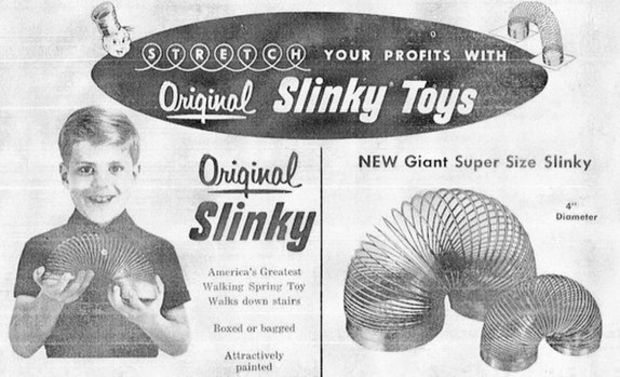 STRETCH YOUR PROFITS WITH
Original Slinky Toys
Original
Slinky
America's Greatest
Walking Spring Toy
Walks down stairs
Boxed or bagged
Attractively
painted
NEW Giant Super Size Slinky
4"
Diameter